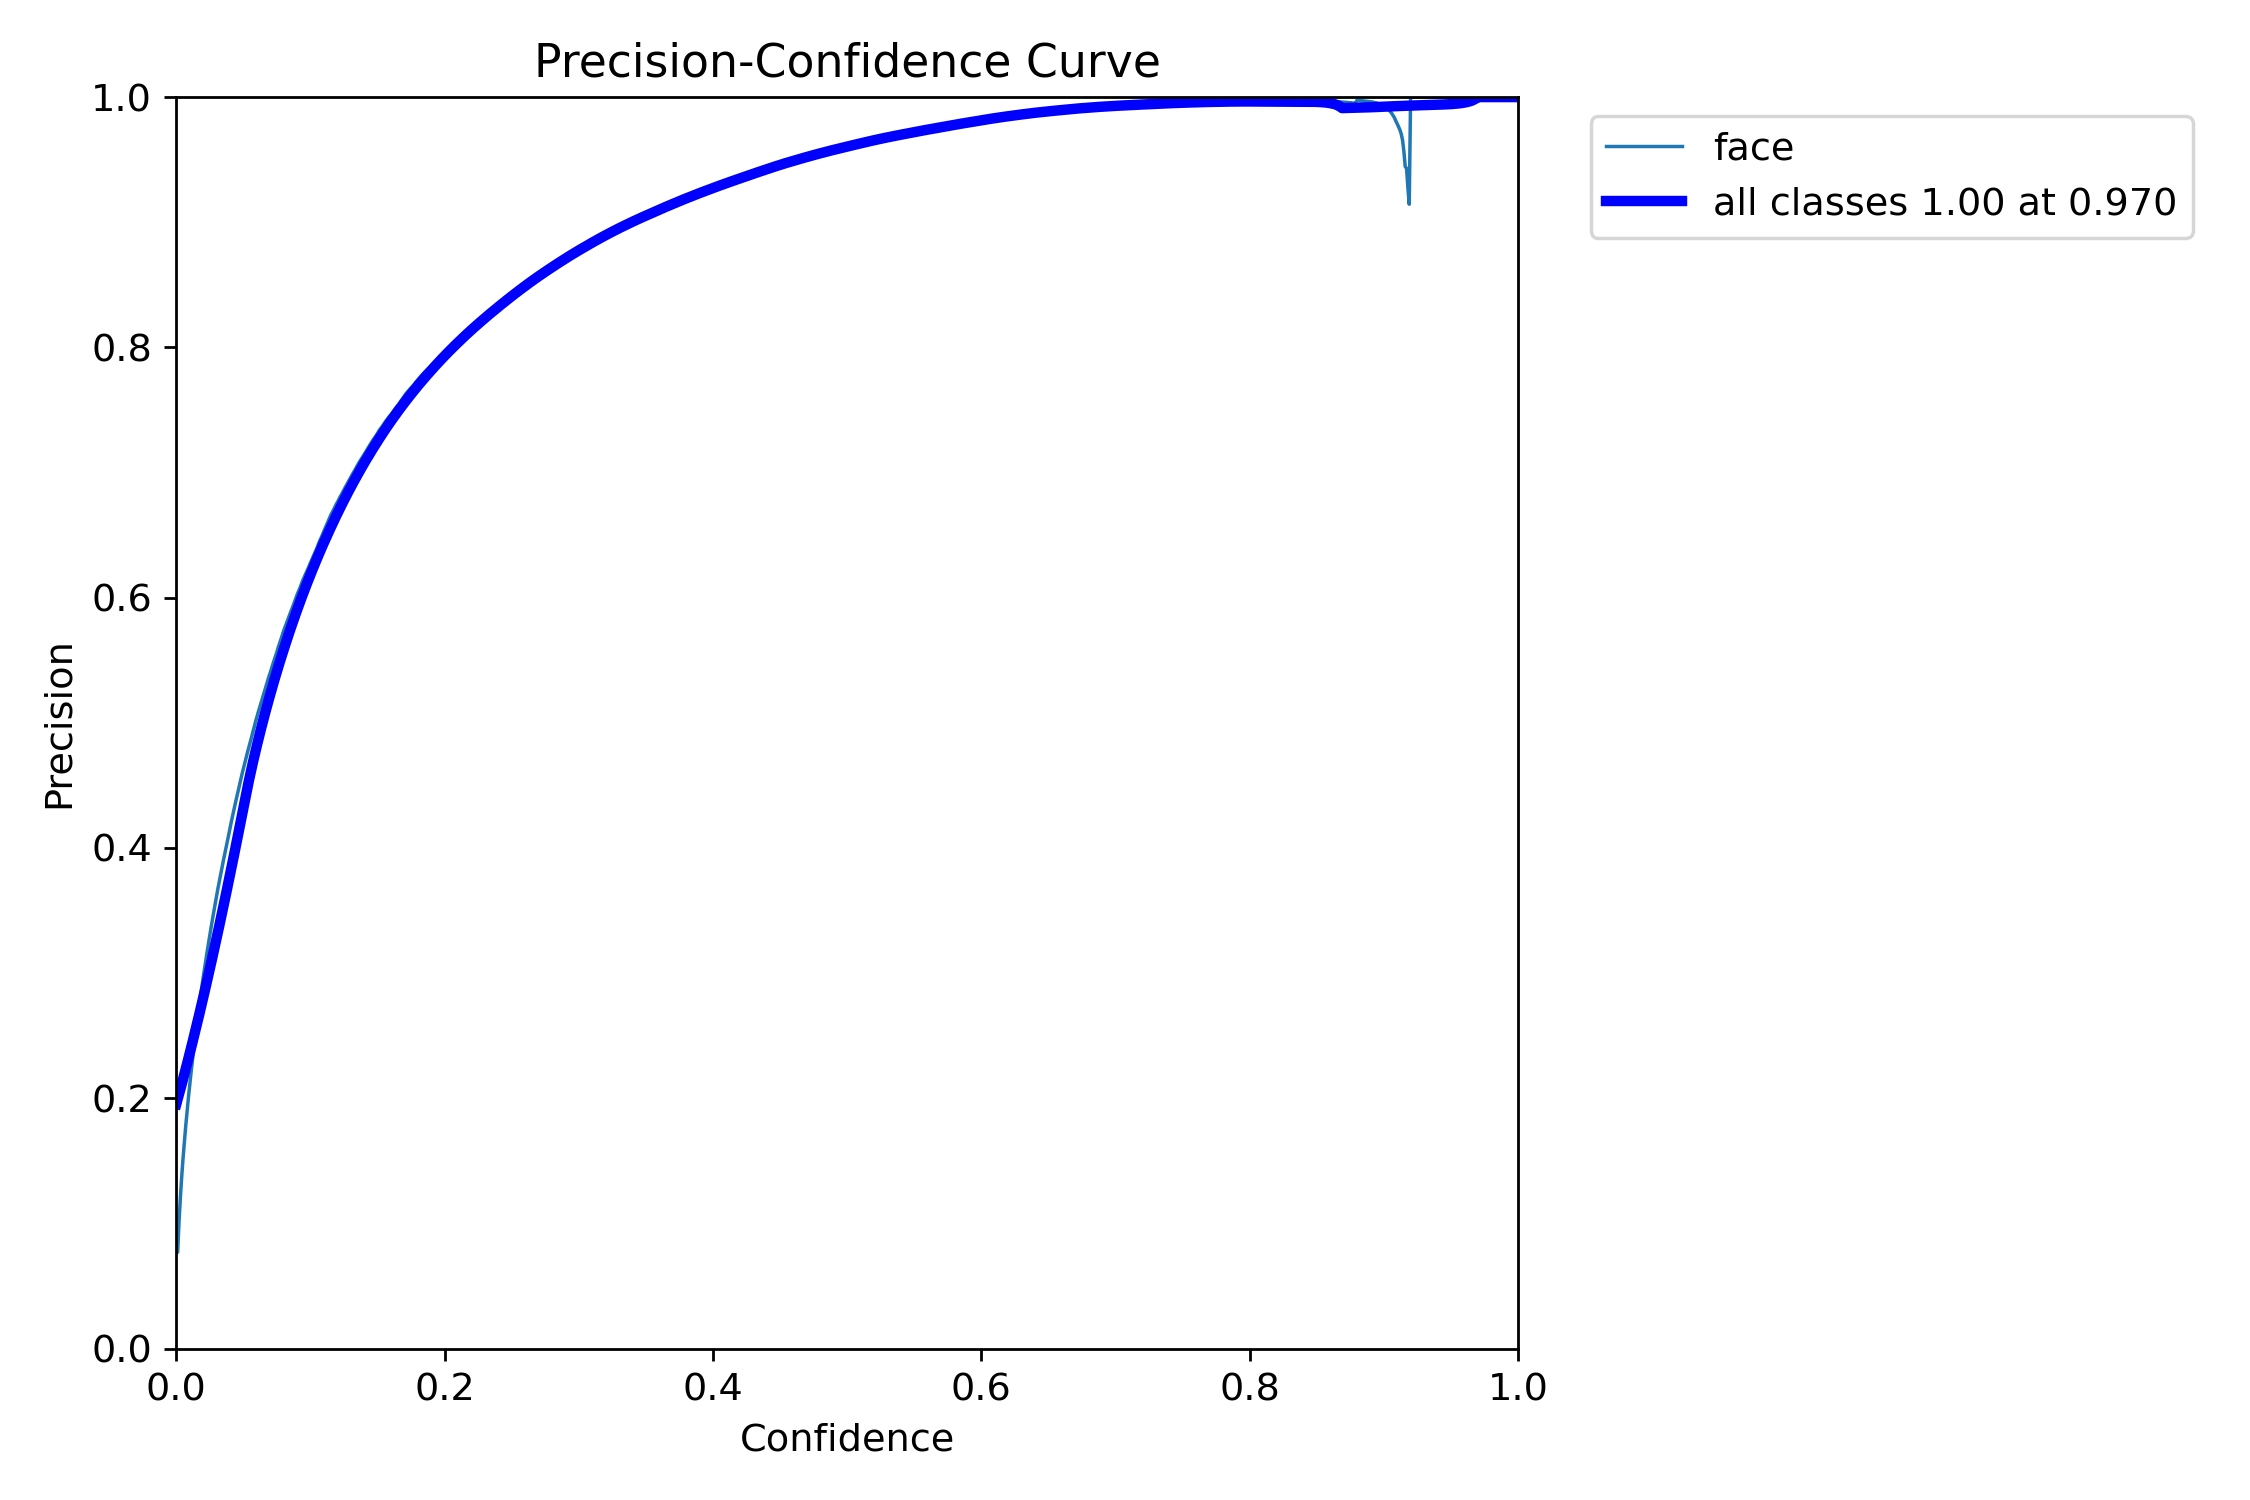 Precision-Confidence Curve
1.0
0.8
0.6
0.4
0.2
0.0
Precision
0.0 0.2 0.4 0.6 0.8 1.0
Confidence
face
all classes 1.00 at 0.970